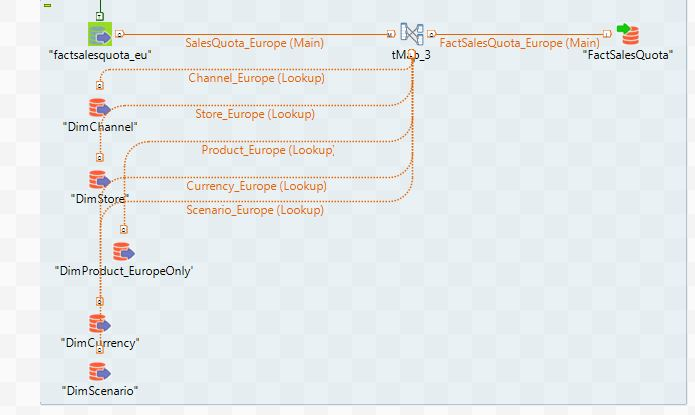 "factsalesquota_eu"
SalesQuota_Europe (Main)
tMap_3
FactSalesQuota_Europe (Main)
"FactSalesQuota"
Channel_Europe (Lookup)
"DimChannel"
Store_Europe (Lookup)
Product_Europe (Lookup)
"DimStore"
Currency_Europe (Lookup)
Scenario_Europe (Lookup)
"DimProduct_EuropeOnly'
"DimCurrency"
"DimScenario"